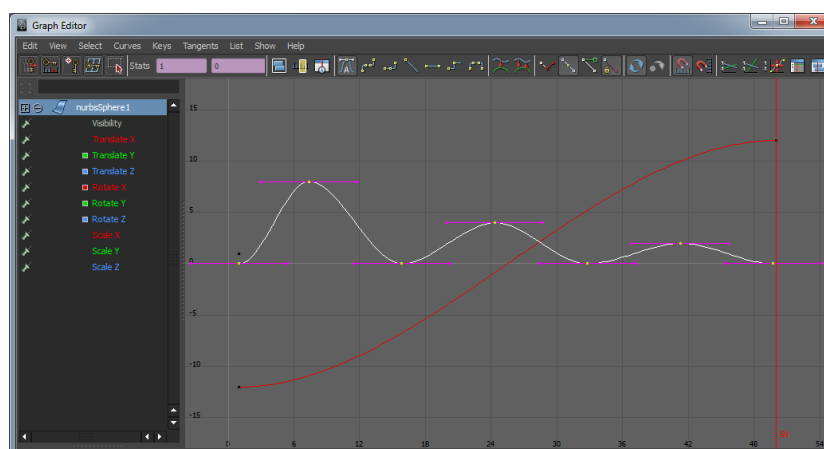 Graph Editor
Edit View Select Curves Keys Tangents List Show Help
Stats 1 0
nurbsSphere1
Visibility
Translate X
Translate Y
Translate Z
Rotate X
Rotate Y
Rotate Z
Scale X
Scale Y
Scale Z
15
10
5
0
-5
-10
-15
0 6 12 18 24 30 36 42 48 54